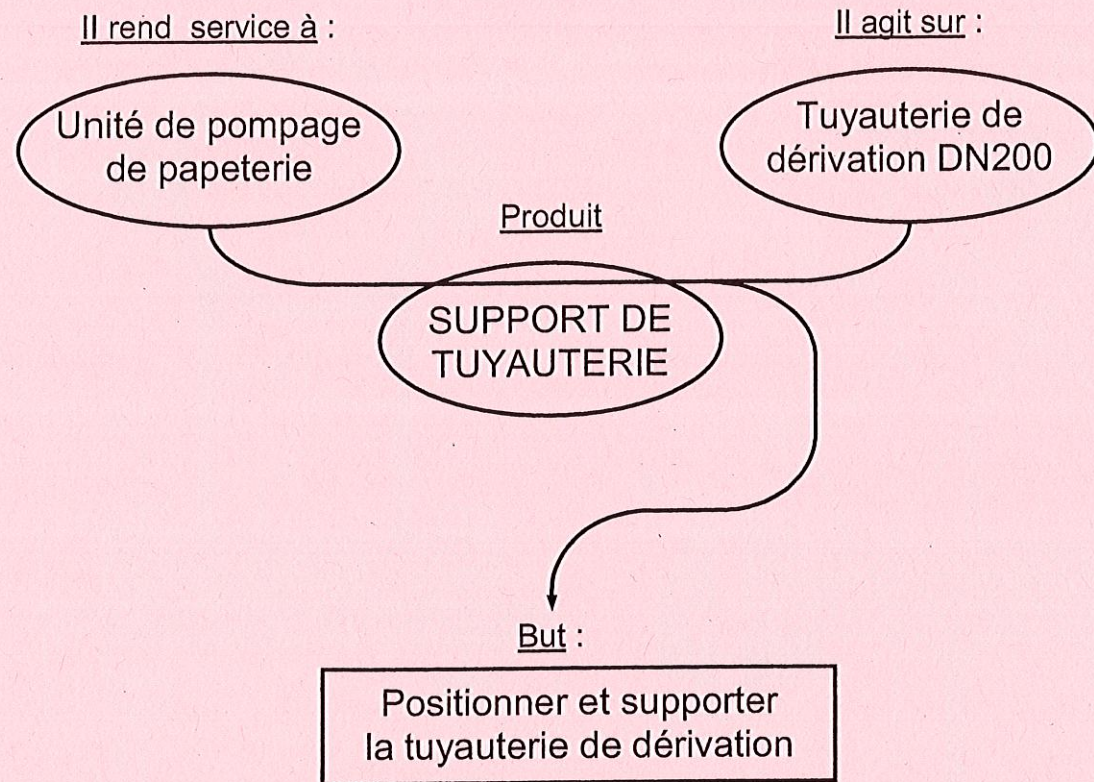 Il rend service à :
Il agit sur :
Unité de pompage
de papeterie
Tuyauterie de
dérivation DN200
Produit
SUPPORT DE
TUYAUTERIE
But :
Positionner et supporter
la tuyauterie de dérivation